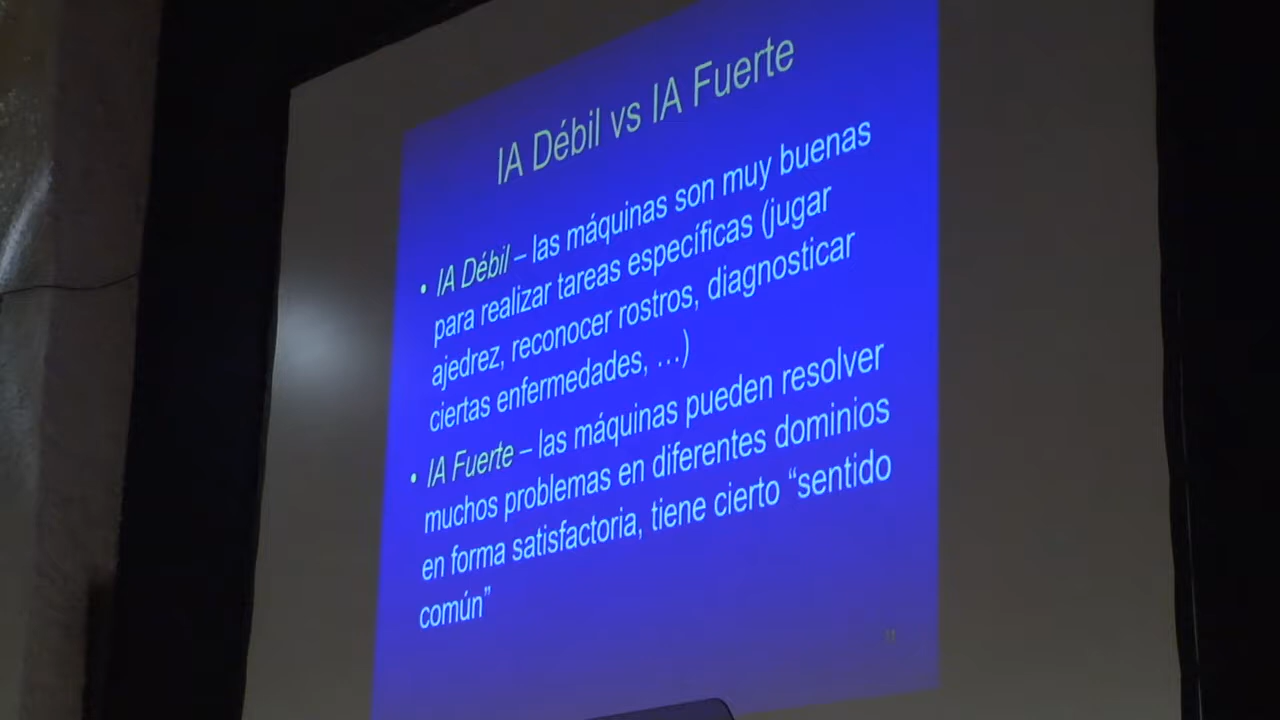 IA Débil vs IA Fuerte
• IA Débil – las máquinas son muy buenas
para realizar tareas específicas (jugar
ajedrez, reconocer rostros, diagnosticar
ciertas enfermedades, …)
• IA Fuerte – las máquinas pueden resolver
muchos problemas en diferentes dominios
en forma satisfactoria, tiene cierto “sentido
común”